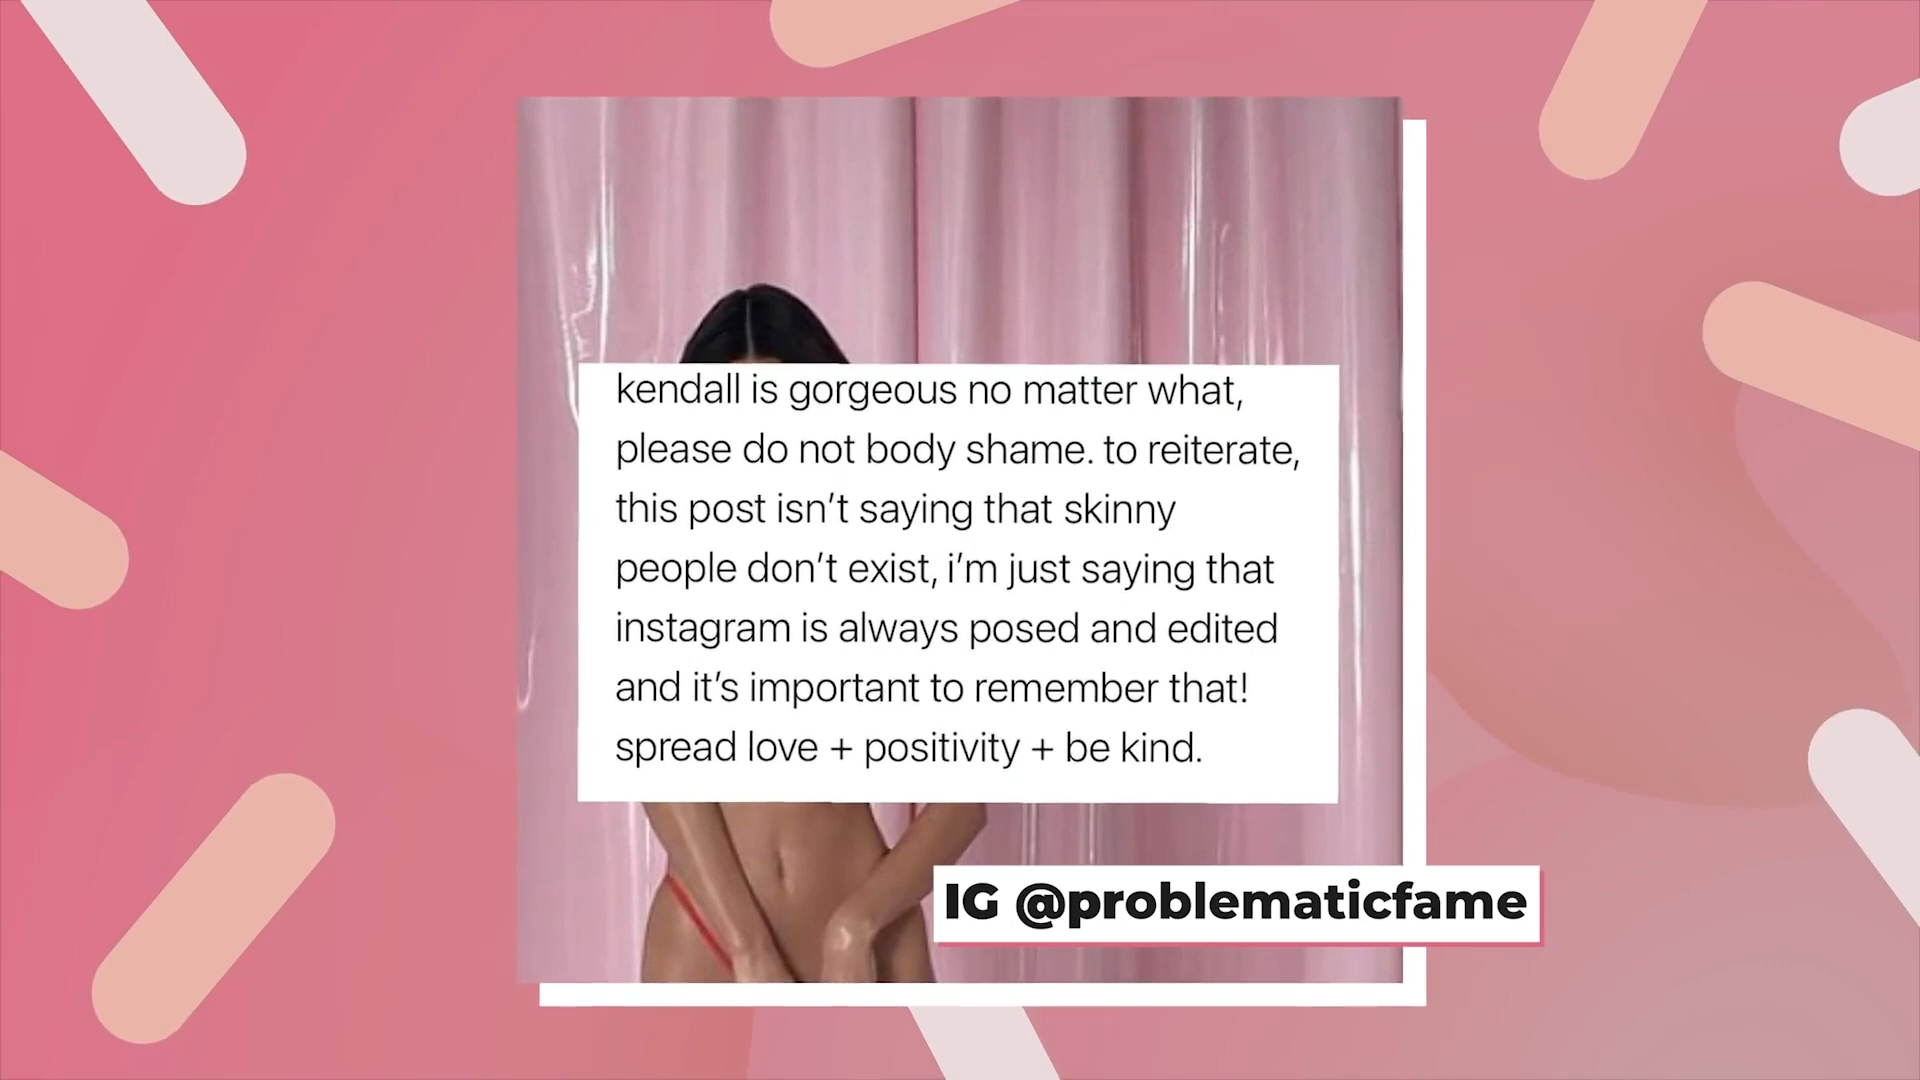 kendall is gorgeous no matter what,
please do not body shame. to reiterate,
this post isn’t saying that skinny
people don’t exist, i’m just saying that
instagram is always posed and edited
and it’s important to remember that!
spread love + positivity + be kind.
IG @problematicfame